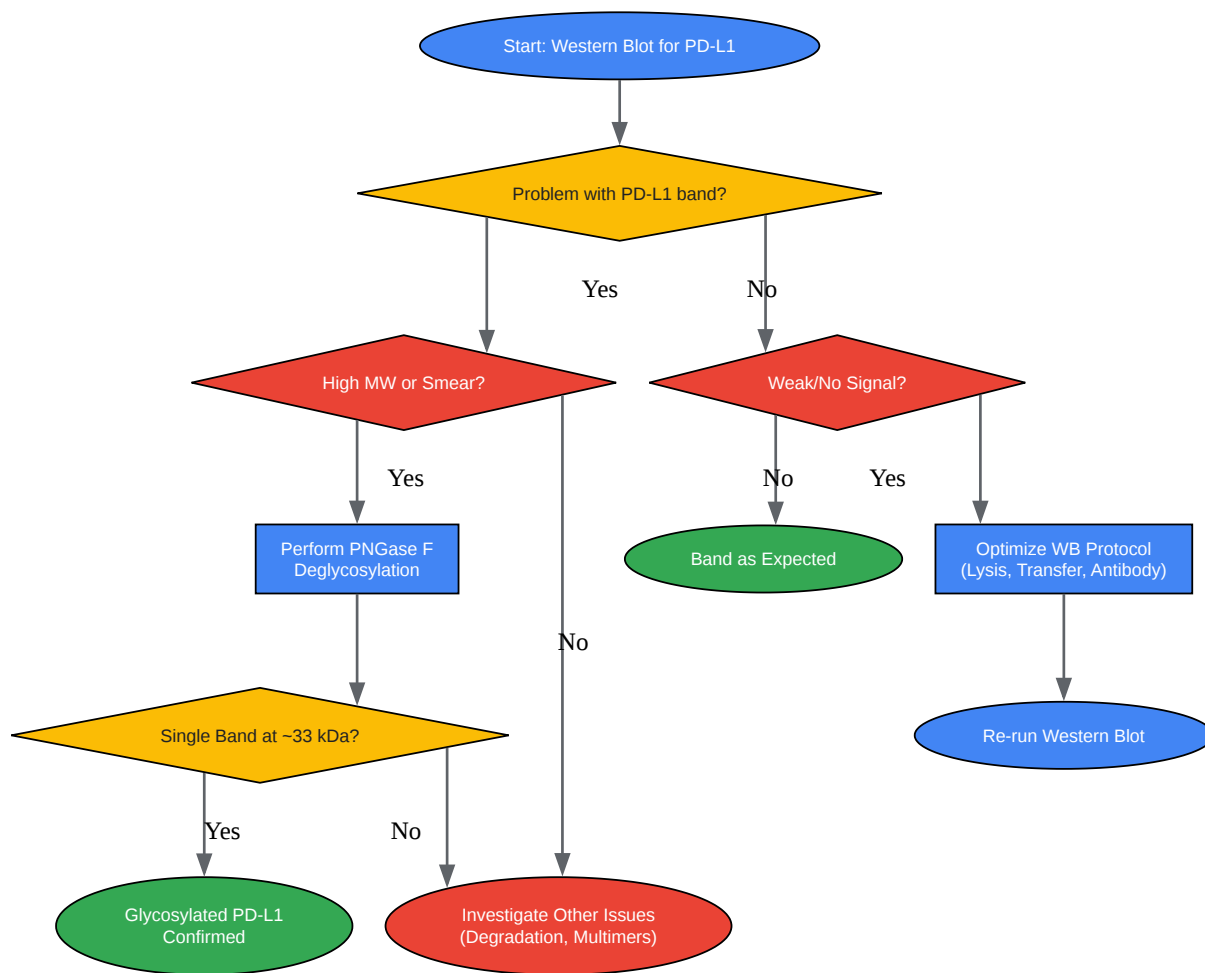 Start: Western Blot for PD-L1
Problem with PD-L1 band?
Yes
No
High MW or Smear?
Weak/No Signal?
Yes
No
Yes
Perform PNGase F
Deglycosylation
Band as Expected
Optimize WB Protocol
(Lysis, Transfer, Antibody)
No
Single Band at ~33 kDa?
Re-run Western Blot
Yes
No
Glycosylated PD-L1
Confirmed
Investigate Other Issues
(Degradation, Multimers)